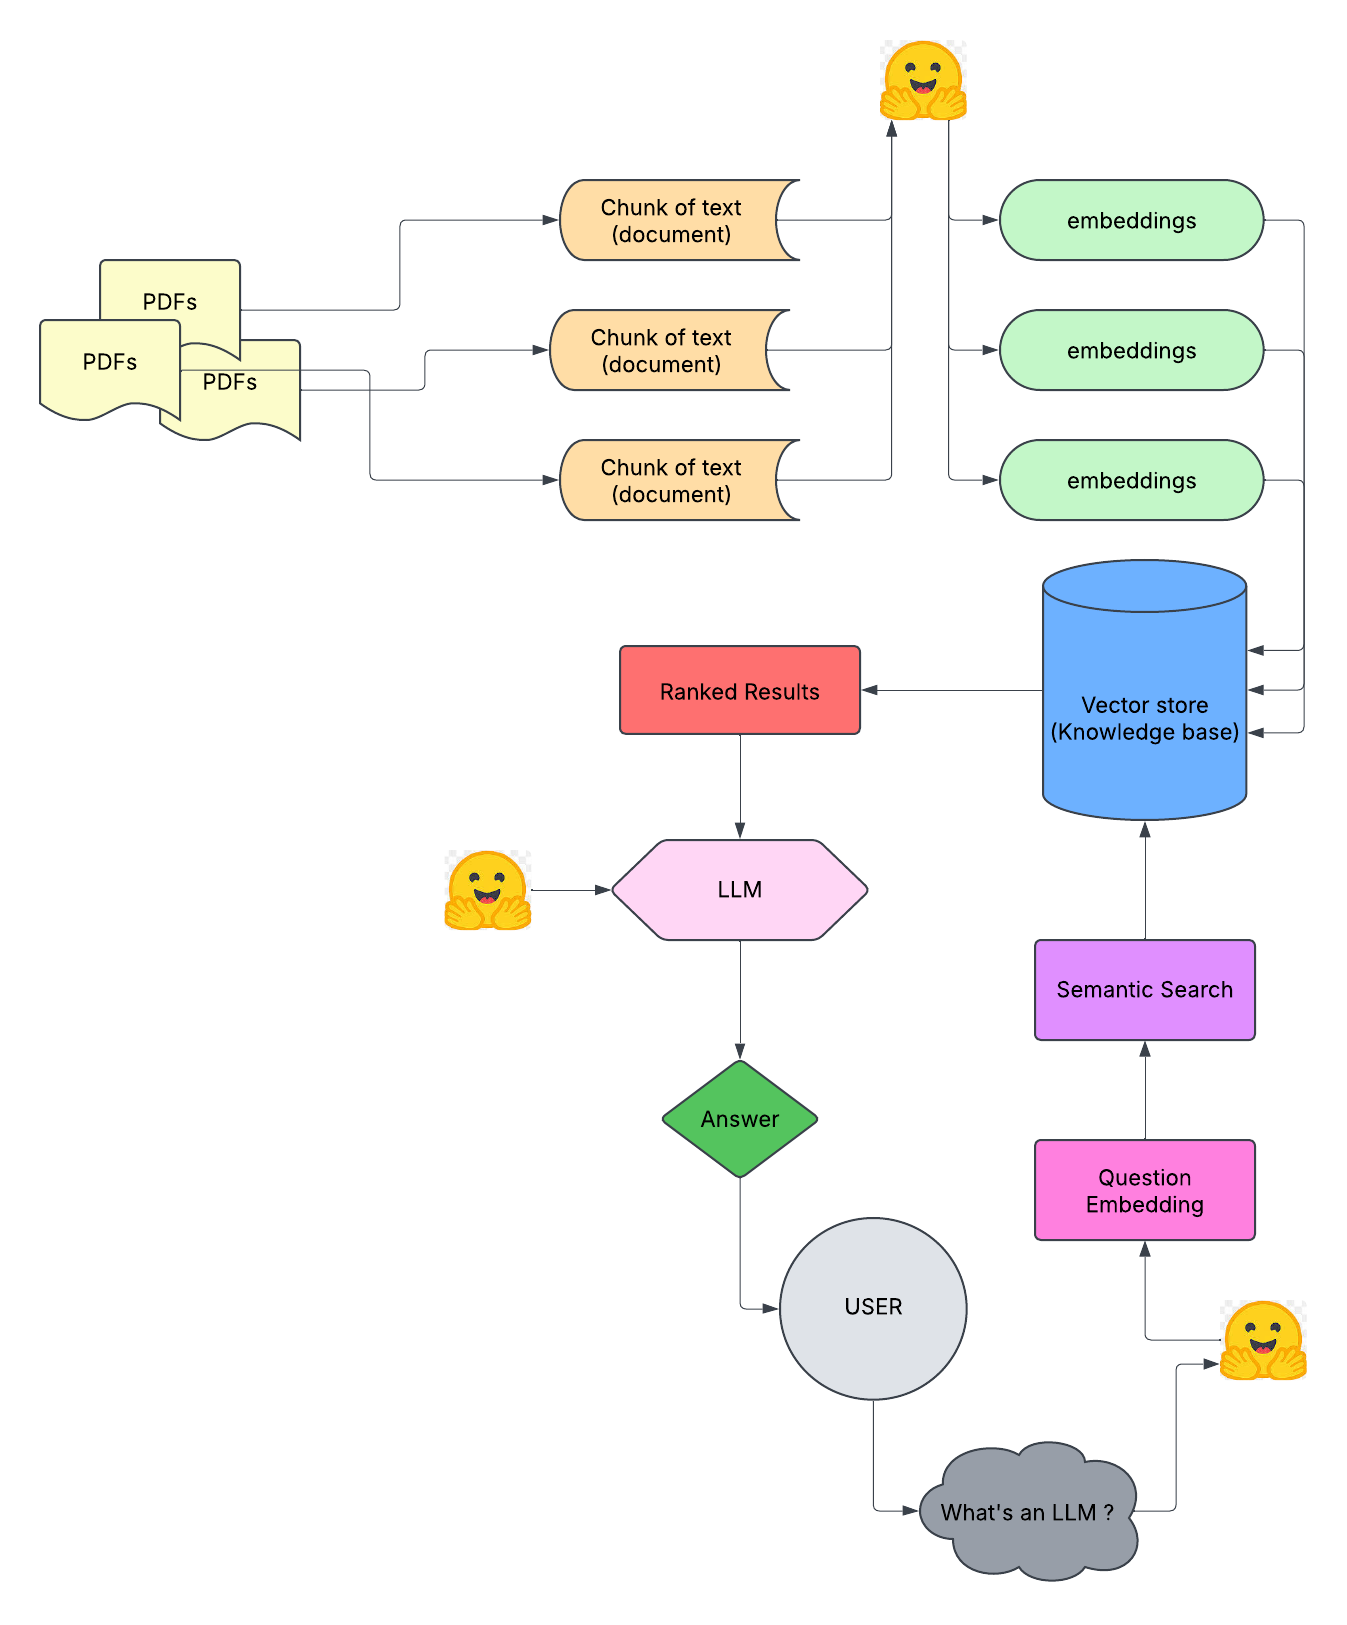 Chunk of text
(document)
embeddings
PDFs
Chunk of text
(document)
embeddings
PDFs
PDFs
Chunk of text
(document)
embeddings
Ranked Results
Vector store
(Knowledge base)
LLM
Semantic Search
Answer
Question
Embedding
USER
What's an LLM ?